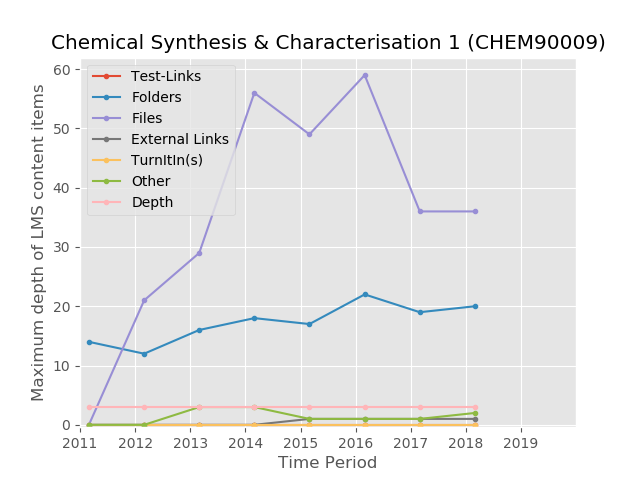 Chemical Synthesis & Characterisation 1 (CHEM90009)
Maximum depth of LMS content items
60
50
40
30
20
10
0
Test-Links
Folders
Files
External Links
TurnItIn(s)
Other
Depth
2011 2012 2013 2014 2015 2016 2017 2018 2019
Time Period